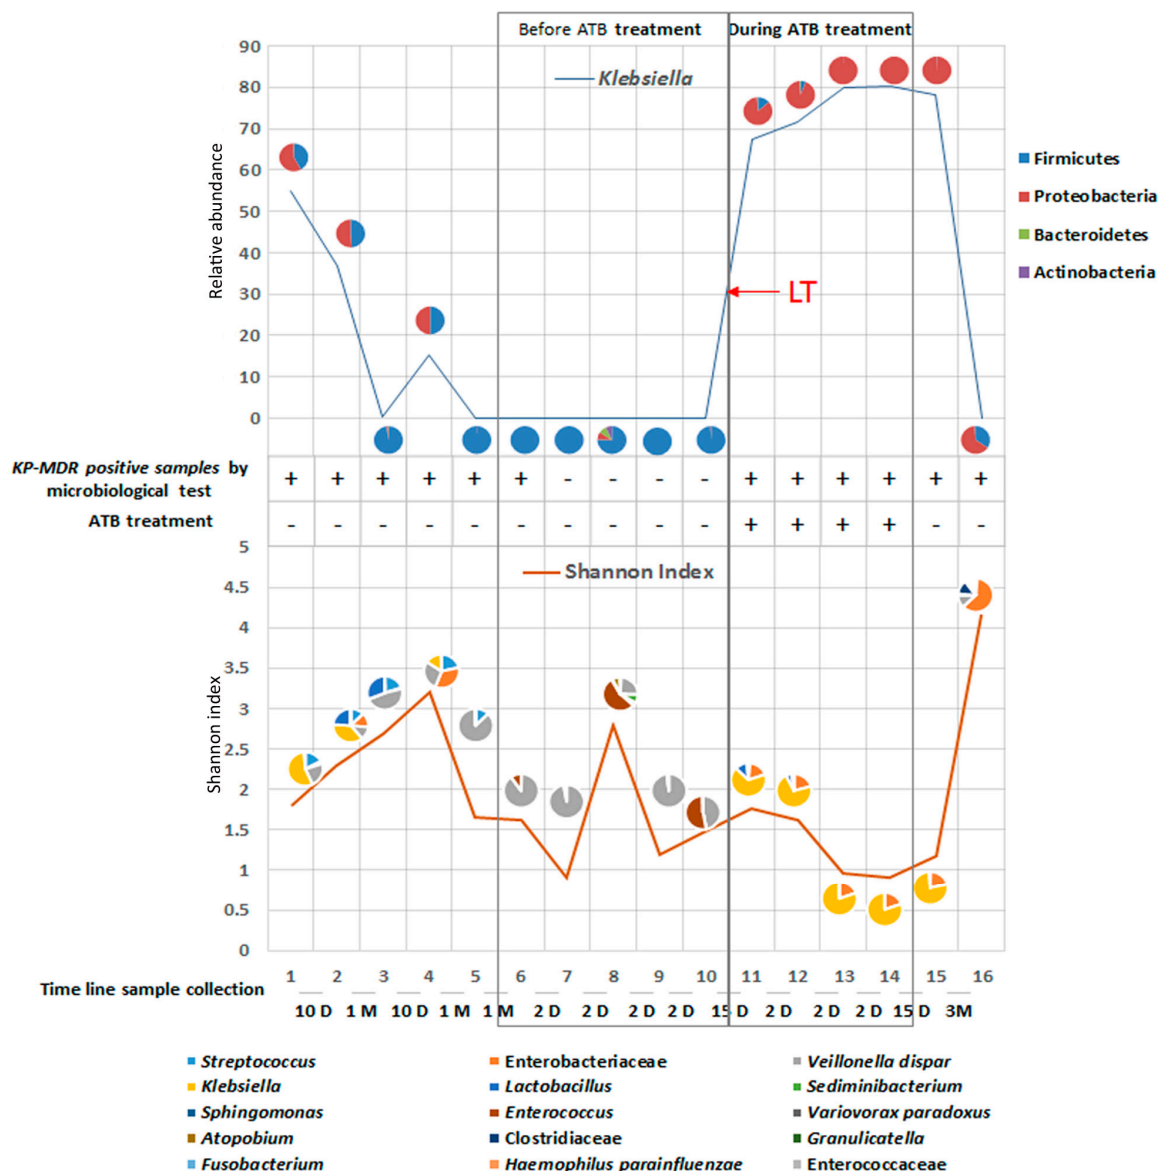 Before ATB treatment
During ATB treatment
90
80
70
60
50
40
30
20
10
0
Relative abundance
Klebsiella
LT
Firmicutes
Proteobacteria
Bacteroidetes
Actinobacteria
KP-MDR positive samples by
microbiological test
+ + + + + + - - - - + + + + + +
ATB treatment
- - - - - - - - - - + + + + - -
5
4.5
4
3.5
3
2.5
2
1.5
1
0.5
0
Shannon index
Shannon Index
Time line sample collection
1 2 3 4 5 6 7 8 9 10 11 12 13 14 15 16
10 D 1 M 10 D 1 M 1 M 2 D 2 D 2 D 2 D 15 D 2 D 2 D 2 D 15 D 3M
Streptococcus Enterobacteriaceae Veillonella dispar
Klebsiella Lactobacillus Sediminibacterium
Sphingomonas Enterococcus Variovorax paradoxus
Atopobium Clostridiaceae Granulicatella
Fusobacterium Haemophilus parainfluenzae Enterococcaceae